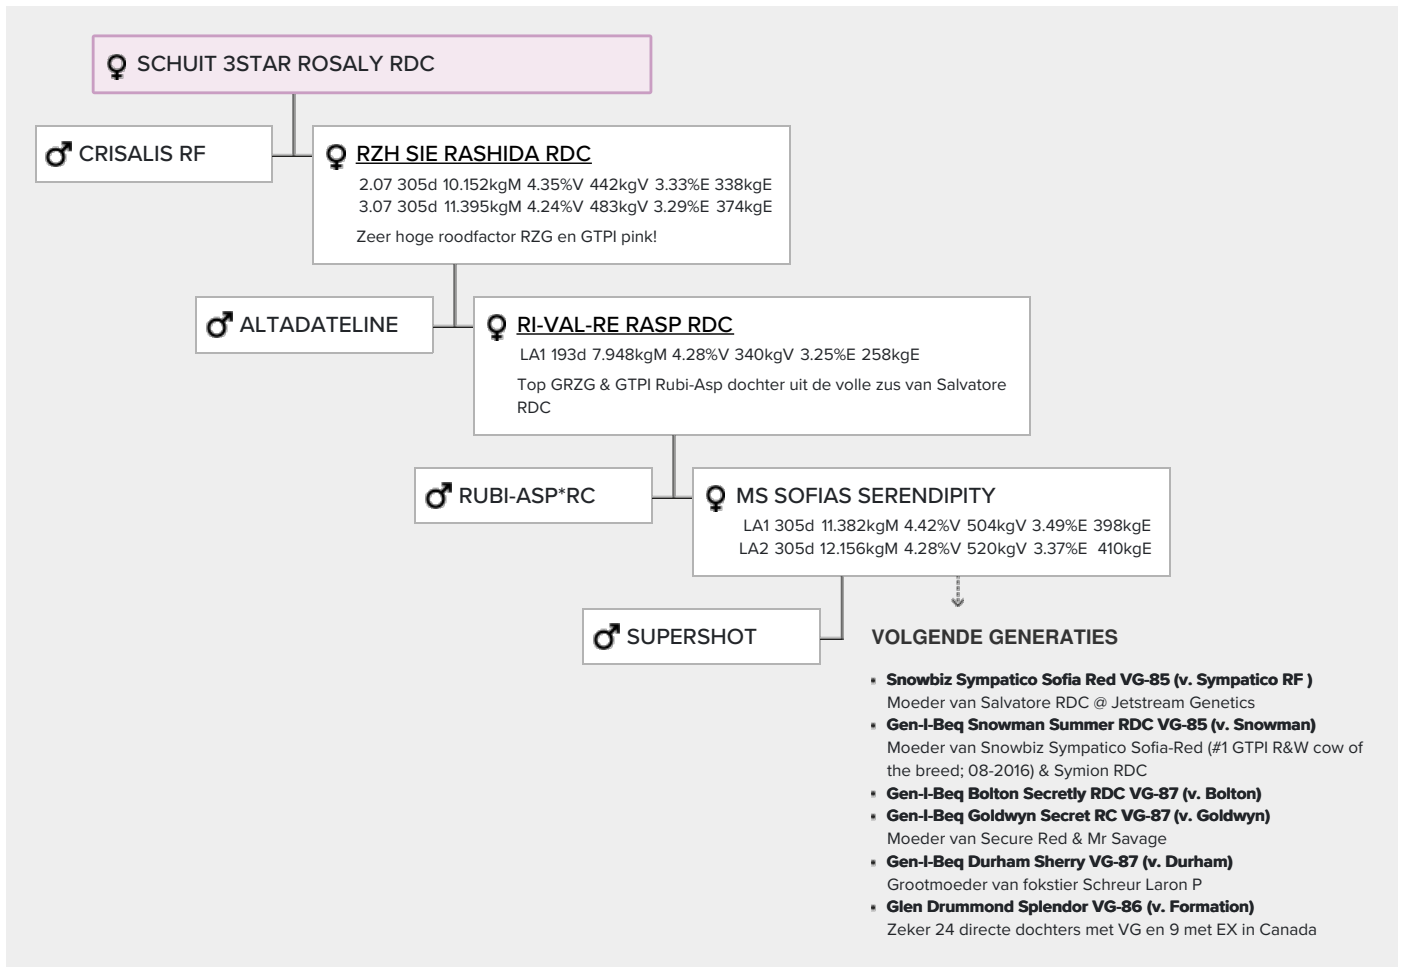 SCHUIT 3STAR ROSALY RDC
CRISALIS RF
RZH SIE RASHIDA RDC
2.07 305d 10.152kgM 4.35%V 442kgV 3.33%E 338kgE
3.07 305d 11.395kgM 4.24%V 483kgV 3.29%E 374kgE
Zeer hoge roodfactor RZG en GTPI pink!
ALTADATELINE
RI-VAL-RE RASP RDC
LA1 193d 7.948kgM 4.28%V 340kgV 3.25%E 258kgE
Top GRZG & GTPI Rubi-Asp dochter uit de volle zus van Salvatore
RDC
RUBI-ASP*RC
MS SOFIAS SERENDIPITY
LA1 305d 11.382kgM 4.42%V 504kgV 3.49%E 398kgE
LA2 305d 12.156kgM 4.28%V 520kgV 3.37%E 410kgE
SUPERSHOT
VOLGENDE GENERATIES
Snowbiz Sympatico Sofia Red VG-85 (v. Sympatico RF )
Moeder van Salvatore RDC @ Jetstream Genetics
Gen-I-Beq Snowman Summer RDC VG-85 (v. Snowman)
Moeder van Snowbiz Sympatico Sofia-Red (#1 GTPI R&W cow of
the breed; 08-2016) & Symion RDC
Gen-I-Beq Bolton Secretly RDC VG-87 (v. Bolton)
Gen-I-Beq Goldwyn Secret RC VG-87 (v. Goldwyn)
Moeder van Secure Red & Mr Savage
Gen-I-Beq Durham Sherry VG-87 (v. Durham)
Grootmoeder van fokstier Schreur Laron P
Glen Drummond Splendor VG-86 (v. Formation)
Zeker 24 directe dochters met VG en 9 met EX in Canada